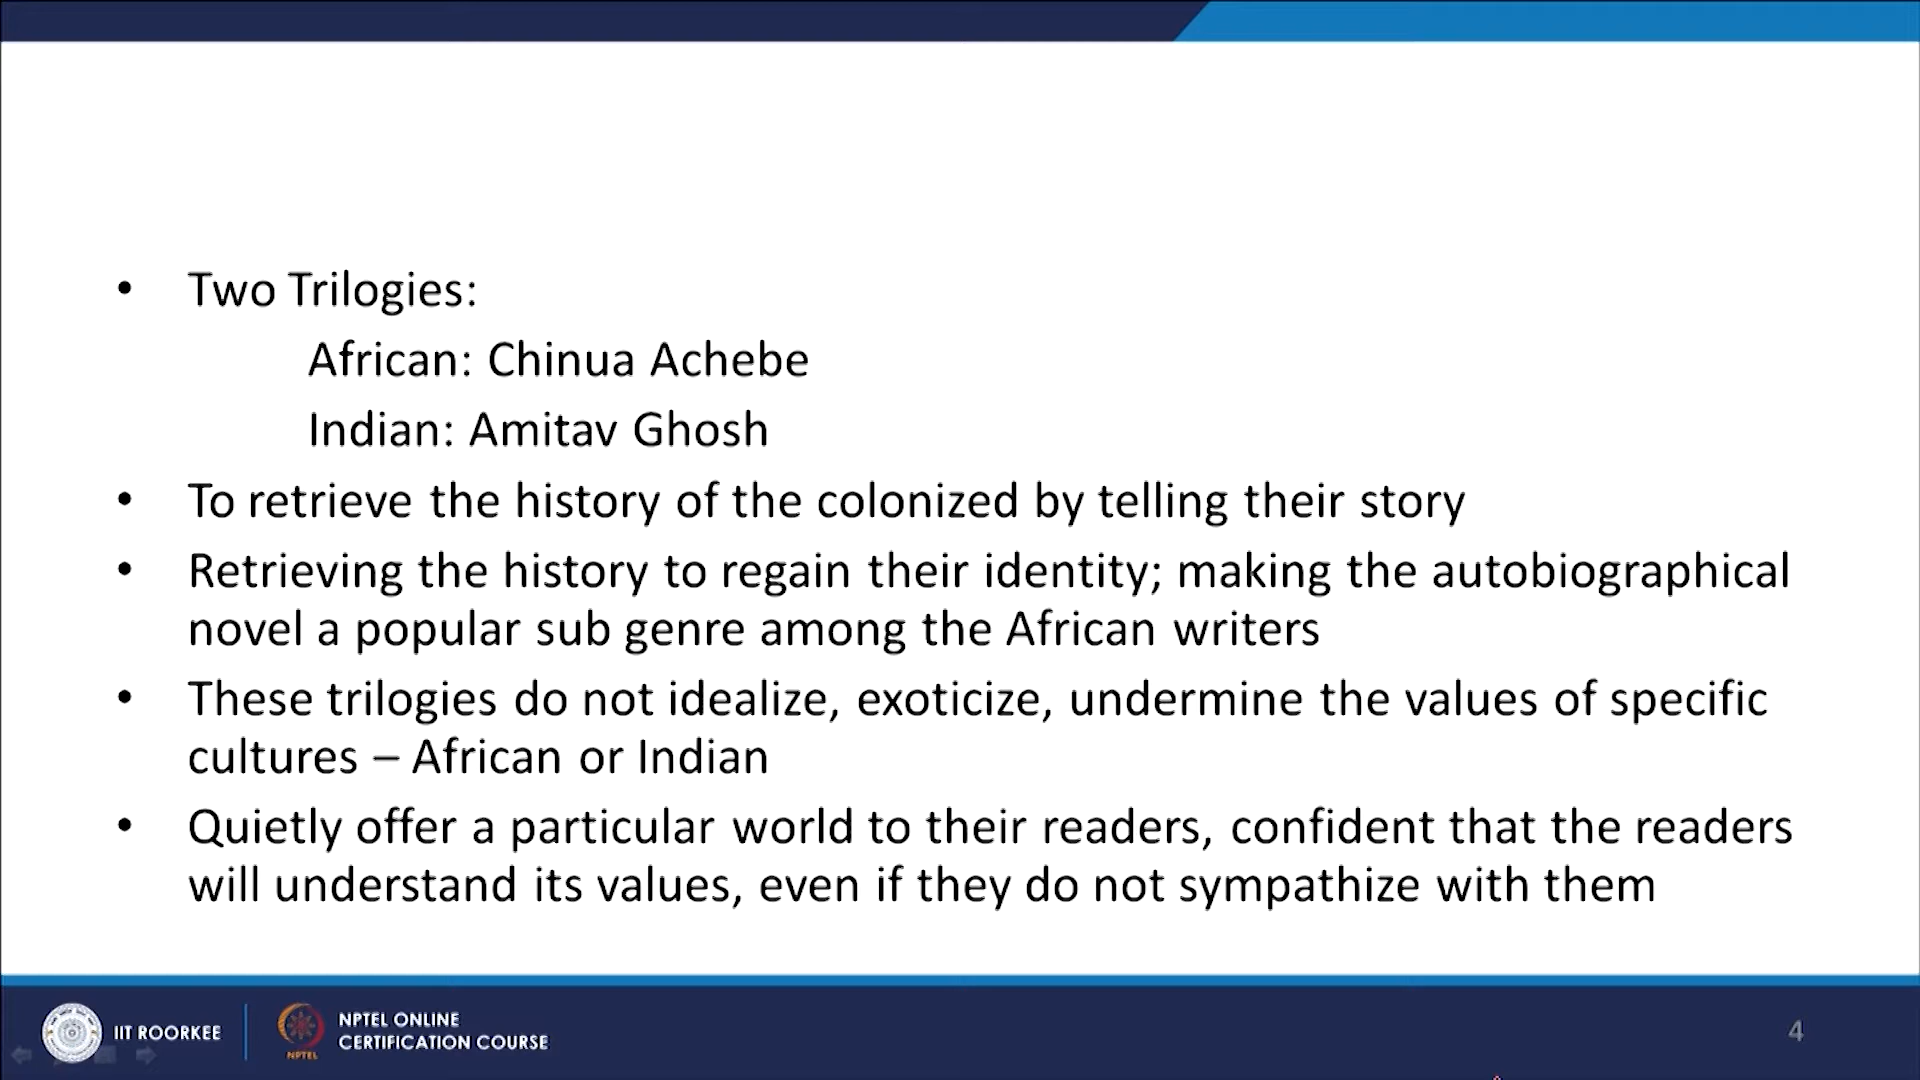 • Two Trilogies:
African: Chinua Achebe
Indian: Amitav Ghosh
• To retrieve the history of the colonized by telling their story
• Retrieving the history to regain their identity; making the autobiographical
novel a popular sub genre among the African writers
• These trilogies do not idealize, exoticize, undermine the values of specific
cultures – African or Indian
• Quietly offer a particular world to their readers, confident that the readers
will understand its values, even if they do not sympathize with them
IIT ROORKEE
NPTEL
NPTEL ONLINE
CERTIFICATION COURSE
4